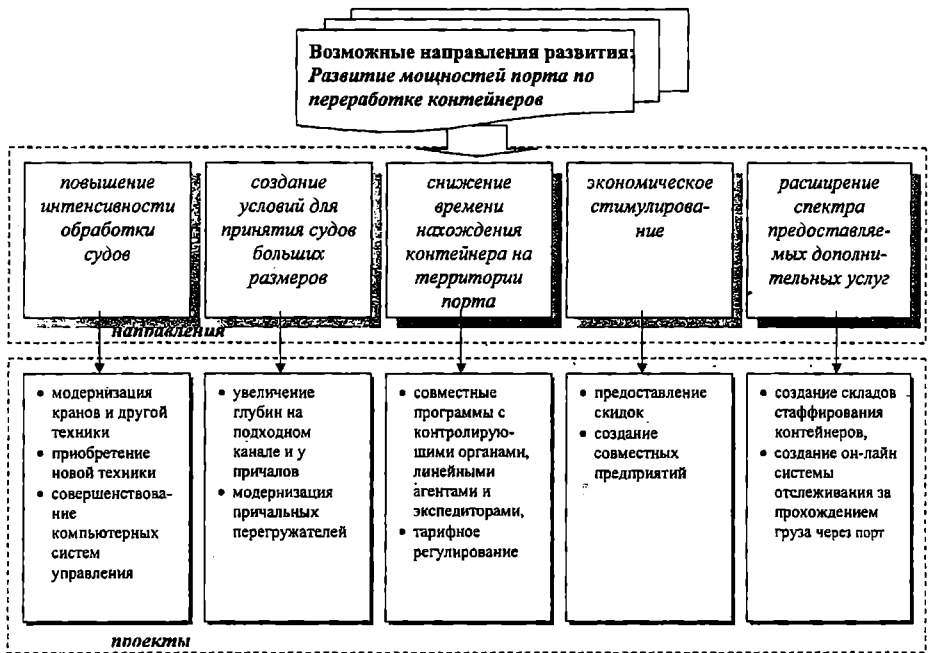 Возможные направления развития:
Развитие мощностей порта по
переработке контейнеров
повышение
интенсивности
обработки
судов
создание
условий для
принятия судов
больших
размеров
снижение
времени
нахождения
контейнера на
территории
порта
экономическое
стимулирова-
ние
расширение
спектра
предоставляе-
мых дополни-
тельных услуг
направления
• модернизация
кранов и другой
техники
• приобретение
новой техники
• совершенствова-
ние
компьютерных
систем
управления
• увеличение
глубин на
подходном
канале и у
причалов
• модернизация
причальных
перегружателей
• совместные
программы с
контролирую-
щими органами,
линейными
агентами и
экспедиторами,
• тарифное
регулирование
• предоставление
скидок
• создание
совместных
предприятий
• создание складов
стаффирования
контейнеров,
• создание он-лайн
системы
отслеживания за
прохождением
груза через порт
проекты